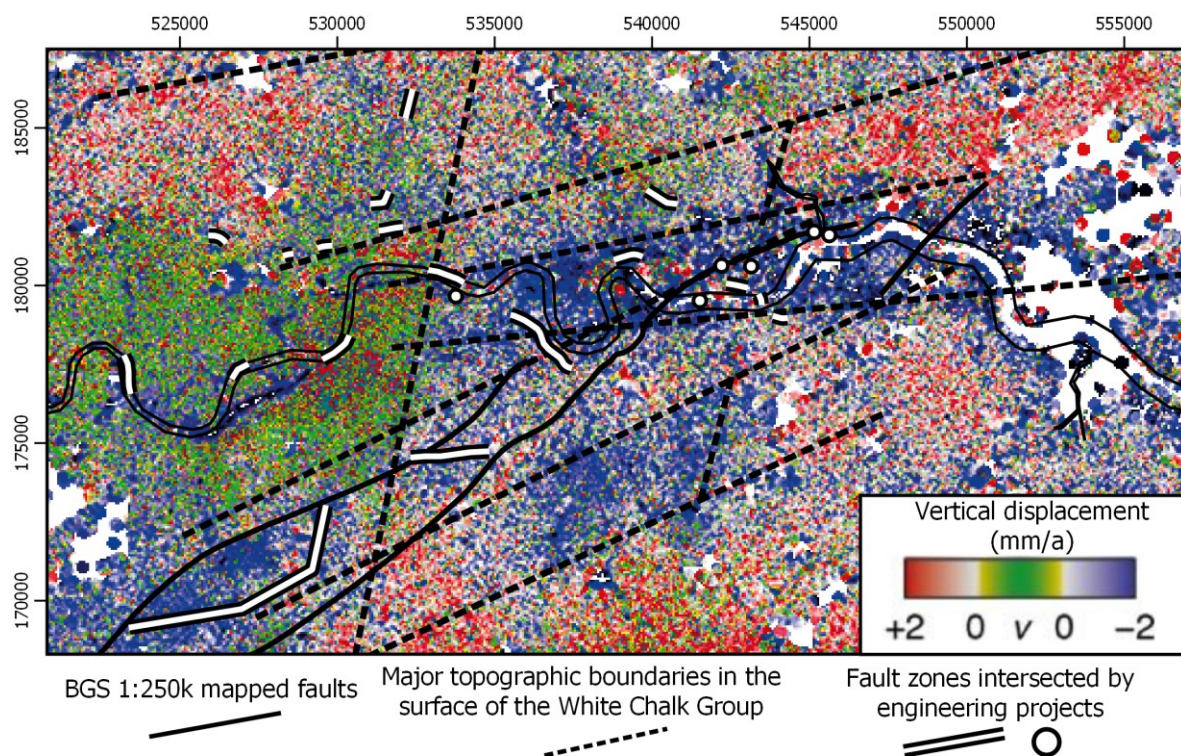 525000 530000 535000 540000 545000 550000 555000
185000
180000
175000
170000
Vertical displacement
(mm/a)
+2 0 v 0 -2
BGS 1:250k mapped faults
Major topographic boundaries in the
surface of the White Chalk Group
Fault zones intersected by
engineering projects